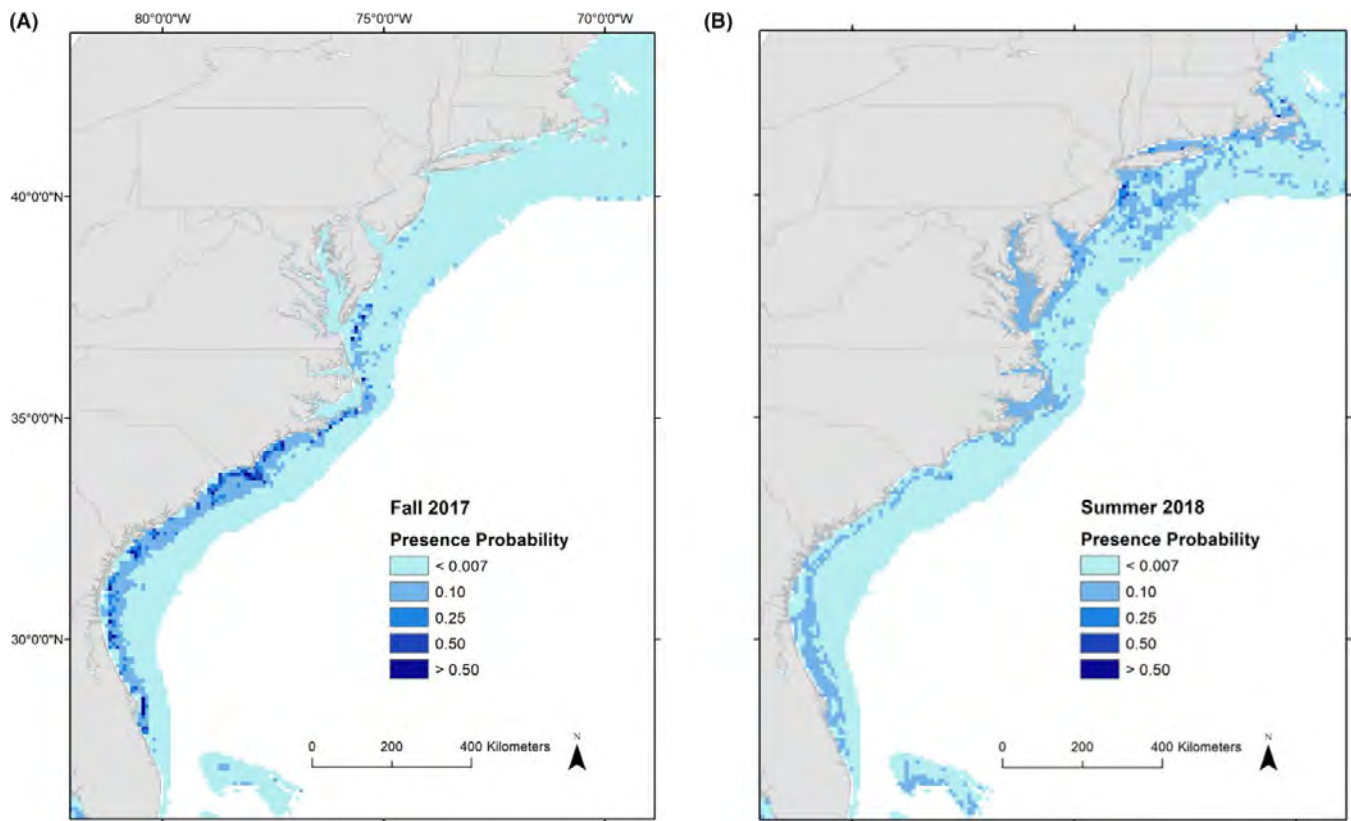 (A)
80°0'0"W 75°0'0"W 70°0'0"W
40°0'0"N
35°0'0"N
30°0'0"N
Fall 2017
Presence Probability
< 0.007
0.10
0.25
0.50
> 0.50
0 200 400 Kilometers
N
(B)
Summer 2018
Presence Probability
< 0.007
0.10
0.25
0.50
> 0.50
0 200 400 Kilometers
N